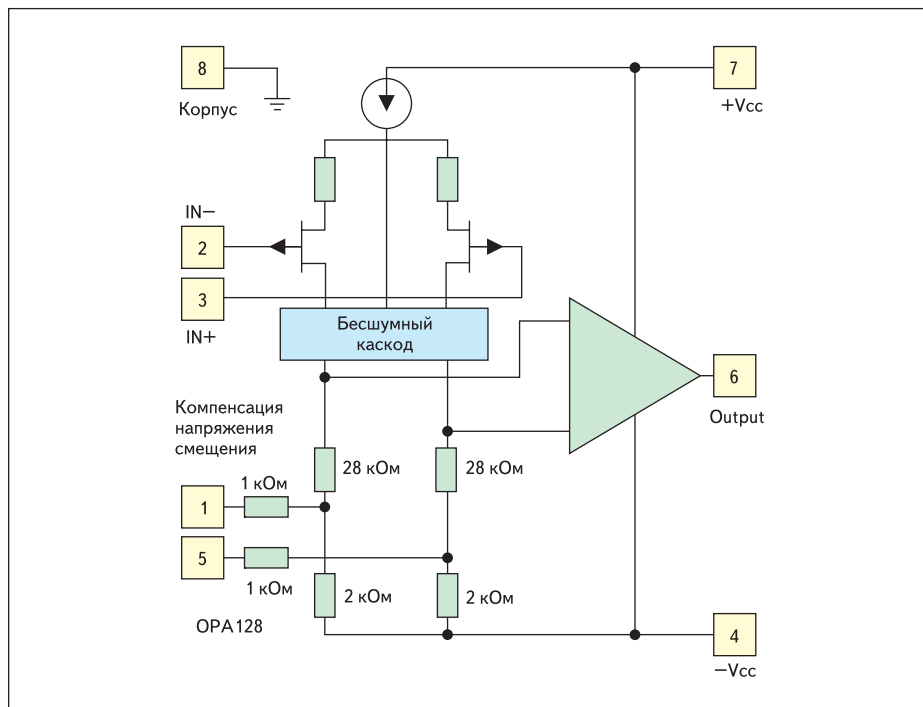 8
Корпус
7
+Vcc
IN−
2
3
IN+
Бесшумный
каскод
6
Output
Компенсация
напряжения
смещения
28 кОм
28 кОм
1 кОм
1
5
1 кОм
2 кОм
2 кОм
OPA128
4
−Vcc